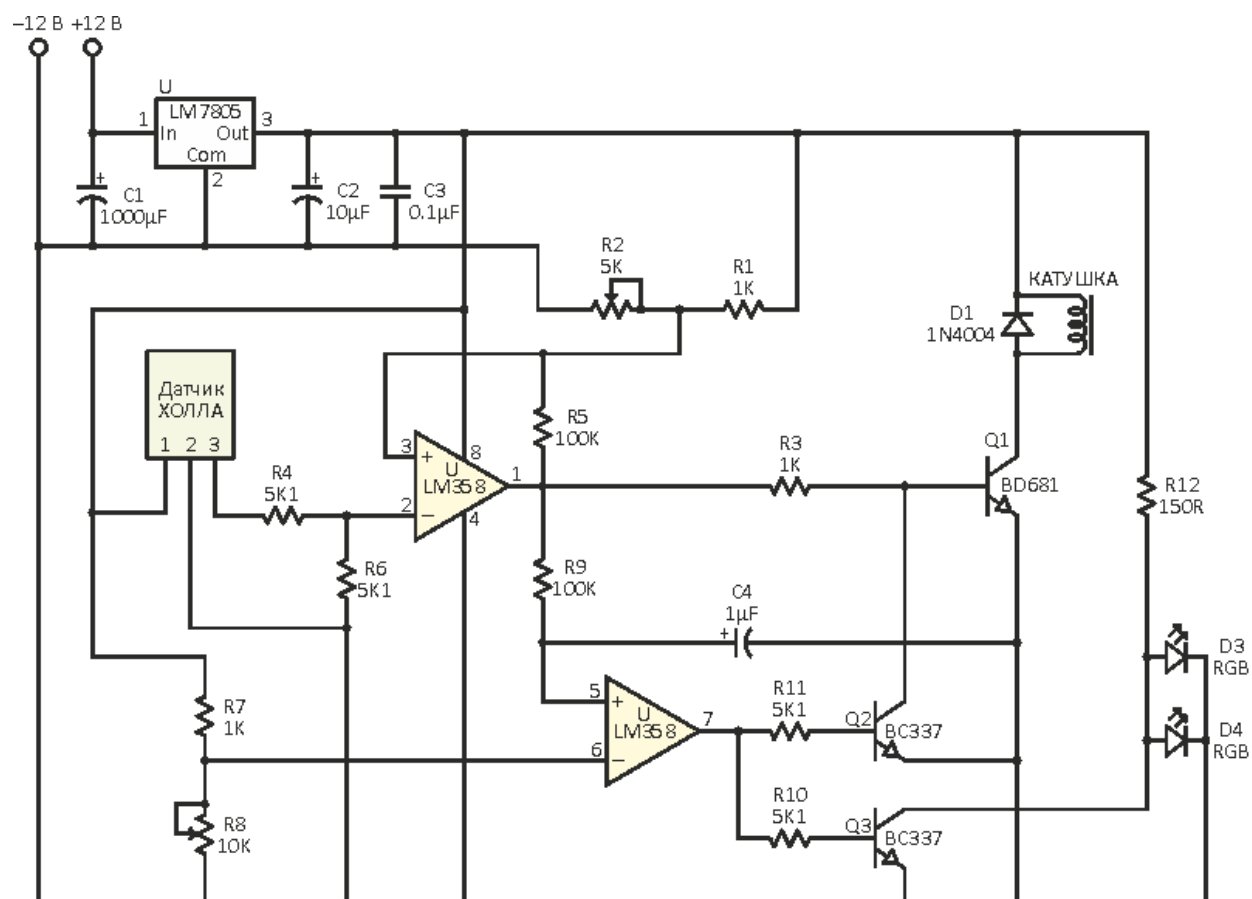 –12 В +12 В
U
LM7805
1 In Out 3
Com
2
C1
1000µF
C2
10µF
C3
0.1µF
R2
5K
R1
1K
КАТУШКА
D1
1N4004
Датчик
ХОЛЛА
1 2 3
R4
5K1
R6
5K1
3 + 8
U
LM358
1
2 – 4
R5
100K
R9
100K
R3
1K
Q1
BD681
R12
150R
C4
1µF
+
R7
1K
R8
10K
5 +
U
LM358
7
6 –
R11
5K1
Q2
BC337
R10
5K1
Q3
BC337
D3
RGB
D4
RGB